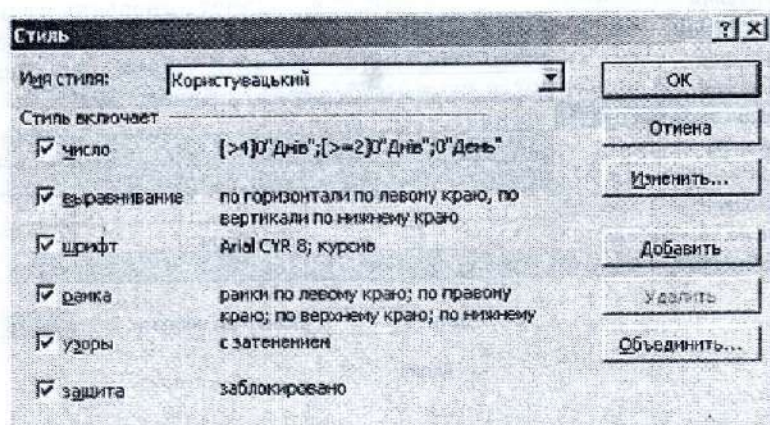 Стиль
Имя стиля: Користувацький
ОК
Стиль включает
Отмена
число [>4]0"Днів";[>=2]0"Днів";0"День"
Изменить...
выравнивание по горизонтали по левому краю, по
вертикали по нижнему краю
шрифт Arial CYR 8; курсив
Добавить
рамка рамки по левому краю; по правому
краю; по верхнему краю; по нижнему
Удалить
узоры с затенением
Объединить...
защита заблокировано